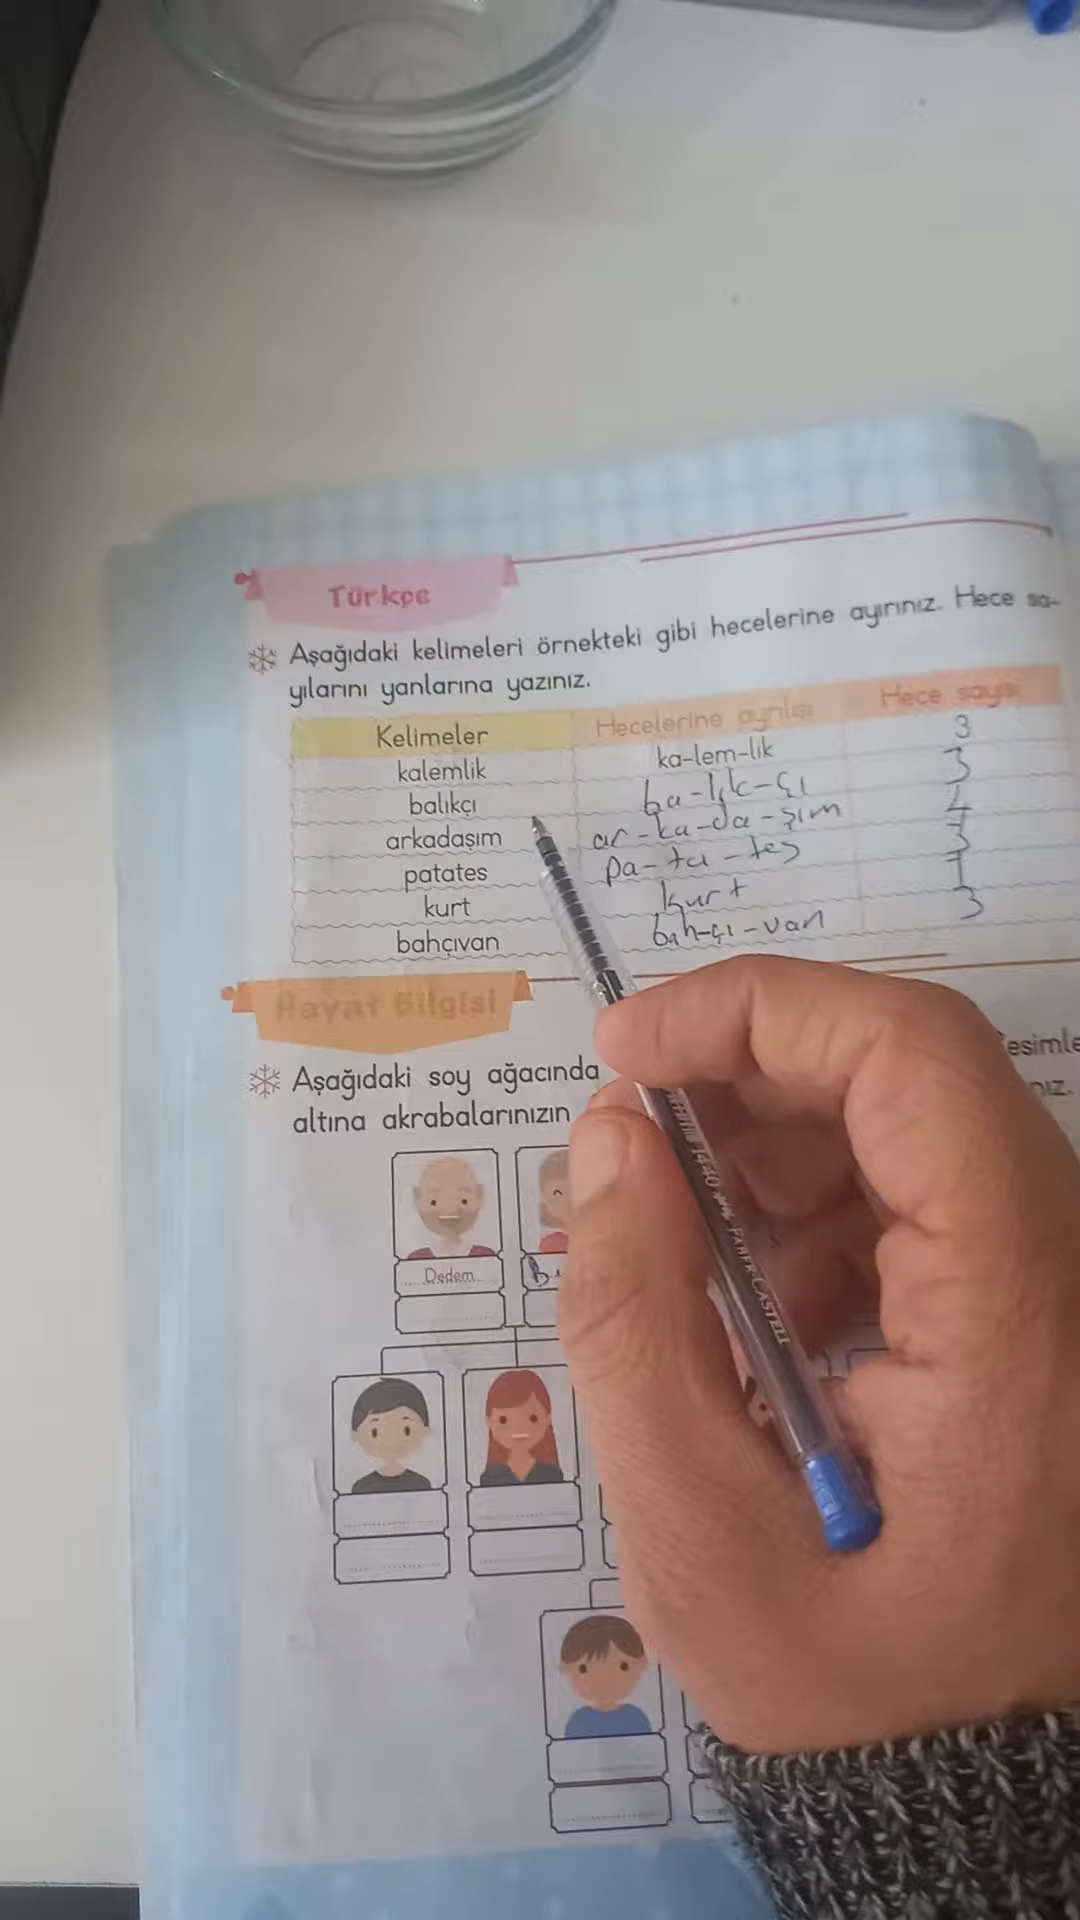 Türkçe
Aşağıdaki kelimeleri örnekteki gibi hecelerine ayırınız. Hece sa-
yılarını yanlarına yazınız.
Kelimeler Hecelerine ayrılışı Hece sayısı
kalemlik ka-lem-lik 3
balıkçı ba-lık-çı 3
arkadaşım ar-ka-da-şım 4
patates pa-ta-tes 3
kurt kurt 1
bahçıvan bah-çı-van 3
Hayat Bilgisi
Aşağıdaki soy ağacında
altına akrabalarınızın
Dedem
1440 FABER-CASTELL